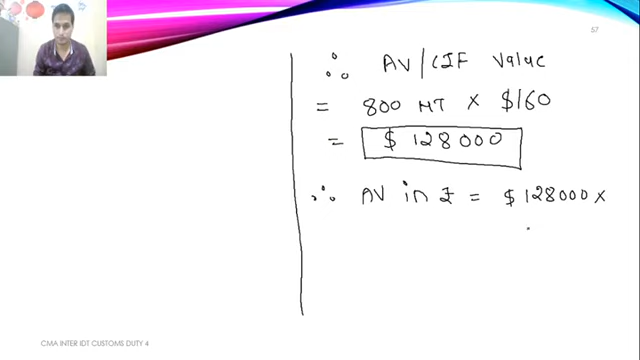 57
∴ AV/CIF Value
= 800 MT × $160
= $ 128000
∴ AV in ₹ = $128000 ×
CMA INTER IDT CUSTOMS DUTY 4